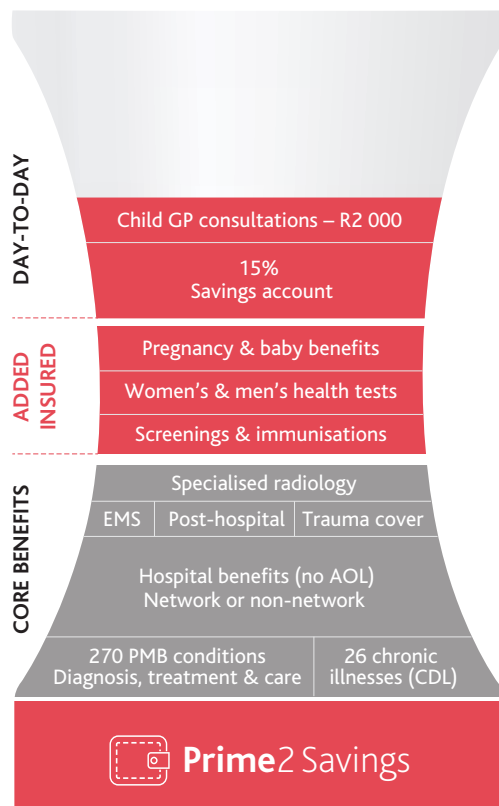 DAY-TO-DAY
Child GP consultations – R2 000
15%
Savings account
ADDED
INSURED
Pregnancy & baby benefits
Women’s & men’s health tests
Screenings & immunisations
CORE BENEFITS
Specialised radiology
EMS
Post-hospital
Trauma cover
Hospital benefits (no AOL)
Network or non-network
270 PMB conditions
Diagnosis, treatment & care
26 chronic
illnesses (CDL)
Prime2 Savings